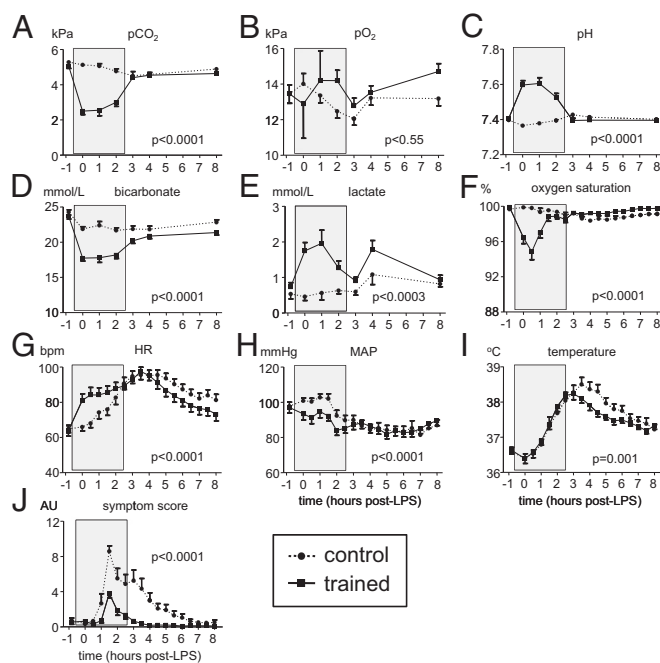 A
kPa pCO2
6
4
2
0
p<0.0001
-1 0 1 2 3 4 5 6 7 8
B
kPa pO2
16
14
12
10
p<0.55
-1 0 1 2 3 4 5 6 7 8
C
pH
7.8
7.6
7.4
7.2
p<0.0001
-1 0 1 2 3 4 5 6 7 8
D
mmol/L bicarbonate
25
20
15
10
p<0.0001
-1 0 1 2 3 4 5 6 7 8
E
mmol/L lactate
3
2
1
0
p<0.0003
-1 0 1 2 3 4 5 6 7 8
F
% oxygen saturation
100
96
92
88
p<0.0001
-1 0 1 2 3 4 5 6 7 8
G
bpm HR
100
80
60
40
p<0.0001
-1 0 1 2 3 4 5 6 7 8
H
mmHg MAP
120
100
80
60
p<0.0001
-1 0 1 2 3 4 5 6 7 8
time (hours post-LPS)
I
ºC temperature
39
38
37
36
p=0.001
-1 0 1 2 3 4 5 6 7 8
time (hours post-LPS)
J
AU symptom score
12
8
4
0
p<0.0001
-1 0 1 2 3 4 5 6 7 8
time (hours post-LPS)
control
trained